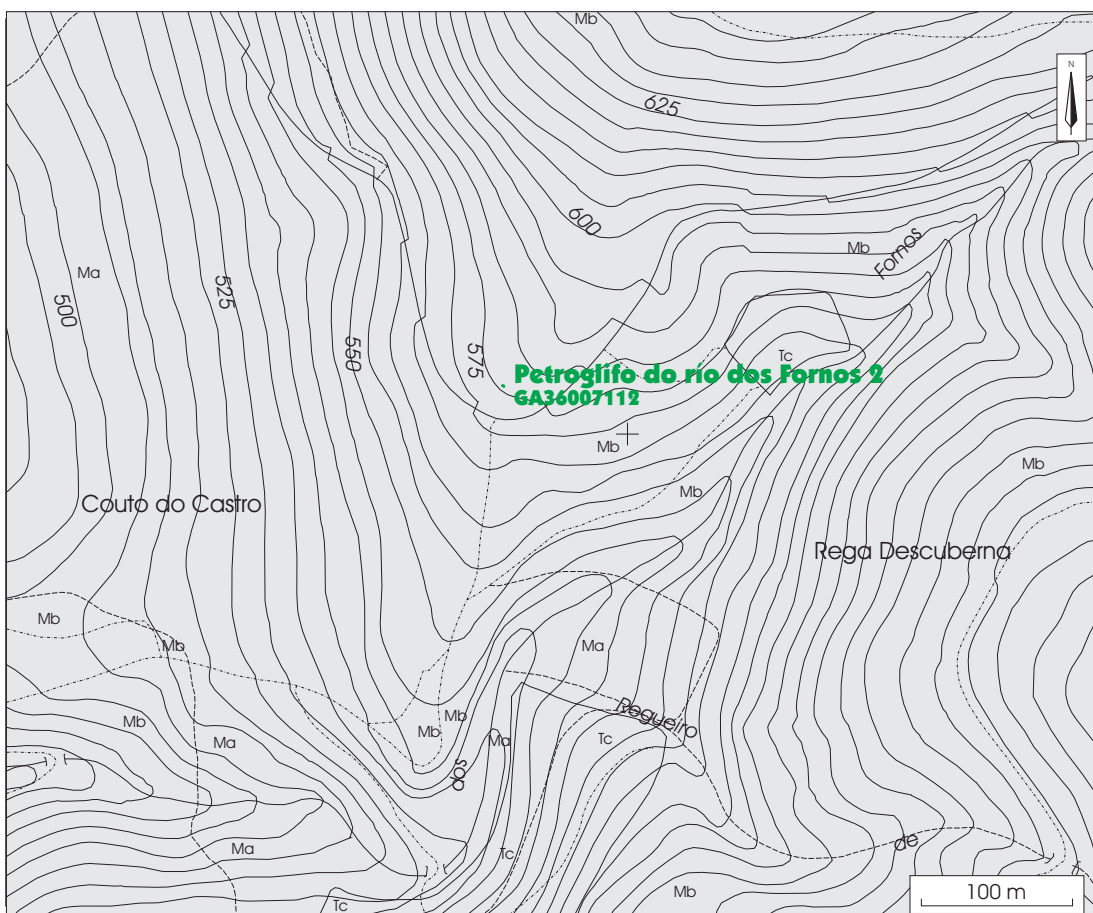 Mb
N
625
600
Mb
Fornos
Ma
500
525
550
575
Tc
Petroglifo do río dos Fornos 2
GA36007112
Mb
Mb
Mb
Couto do Castro
Rega Descuberna
Mb
Mb
Ma
Mb
Mb
Mb
Regueiro
Ma
Ma
Tc
dos
Ma
Tc
de
Mb
Tc
100 m